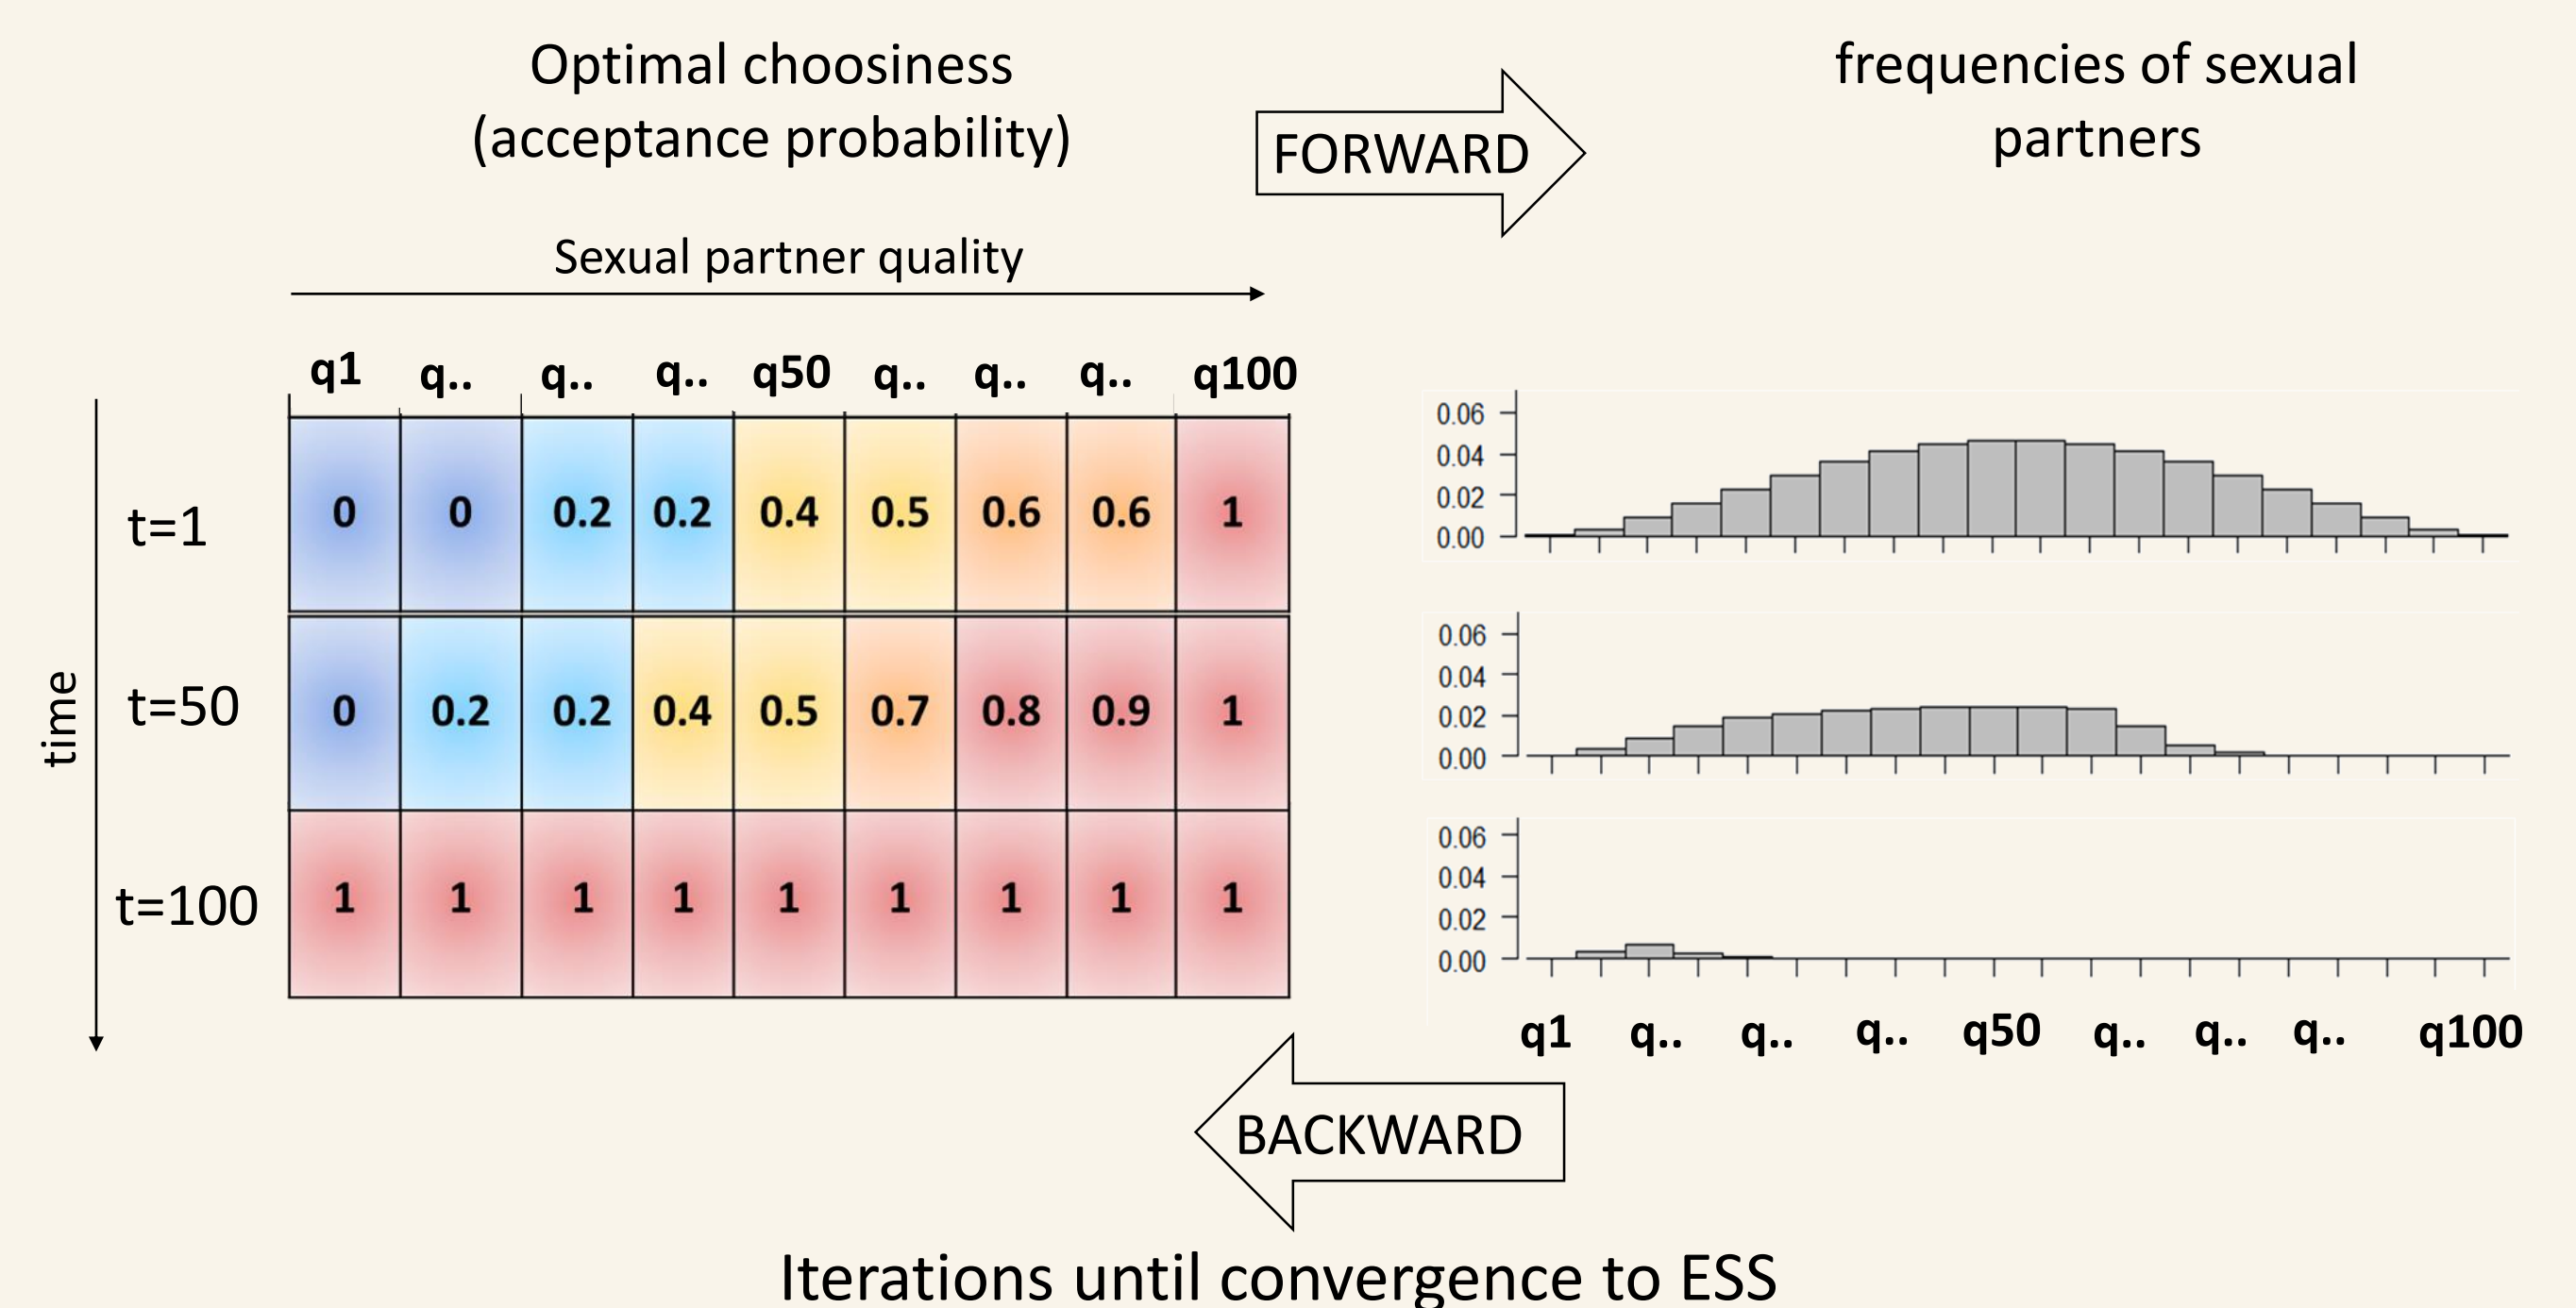 Optimal choosiness
(acceptance probability)
FORWARD
frequencies of sexual
partners
Sexual partner quality
q1 q.. q.. q.. q50 q.. q.. q.. q100
time
t=1
0 0 0.2 0.2 0.4 0.5 0.6 0.6 1
t=50
0 0.2 0.2 0.4 0.5 0.7 0.8 0.9 1
t=100
1 1 1 1 1 1 1 1 1
0.06
0.04
0.02
0.00
0.06
0.04
0.02
0.00
0.06
0.04
0.02
0.00
q1 q.. q.. q.. q50 q.. q.. q.. q100
BACKWARD
Iterations until convergence to ESS